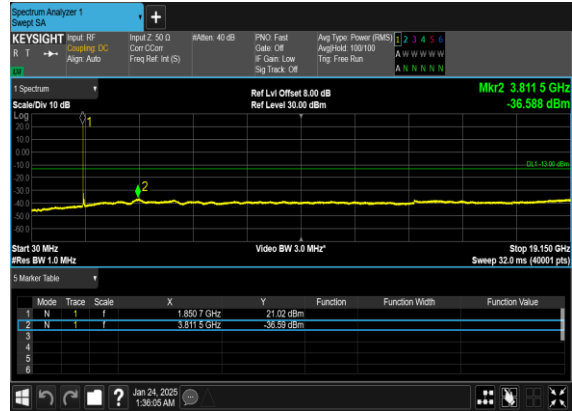 Spectrum Analyzer 1
Swept SA
KEYSIGHT
R T
Input: RF
Coupling: DC
Align: Auto
Input Z: 50 Ω
Corr CCorr
Freq Ref: Int (S)
#Atten: 40 dB
PNO: Fast
Gate: Off
IF Gain: Low
Sig Track: Off
Avg Type: Power (RMS)
Avg|Hold: 100/100
Trig: Free Run
1 2 3 4 5 6
A W W W W W
A N N N N N
1 Spectrum
Scale/Div 10 dB
Ref Lvl Offset 8.00 dB
Ref Level 30.00 dBm
Mkr2 3.811 5 GHz
-36.588 dBm
Log
1
20.0
10.0
0.00
-10.0
DL1 -13.00 dBm
-20.0
2
-30.0
-40.0
-50.0
-60.0
Start 30 MHz
#Res BW 1.0 MHz
Video BW 3.0 MHz*
Stop 19.150 GHz
Sweep 32.0 ms (40001 pts)
5 Marker Table
Mode Trace Scale X Y Function Function Width Function Value
1 N 1 f 1.850 7 GHz 21.02 dBm
2 N 1 f 3.811 5 GHz -36.59 dBm
3
4
5
6
?
Jan 24, 2025
1:36:05 AM